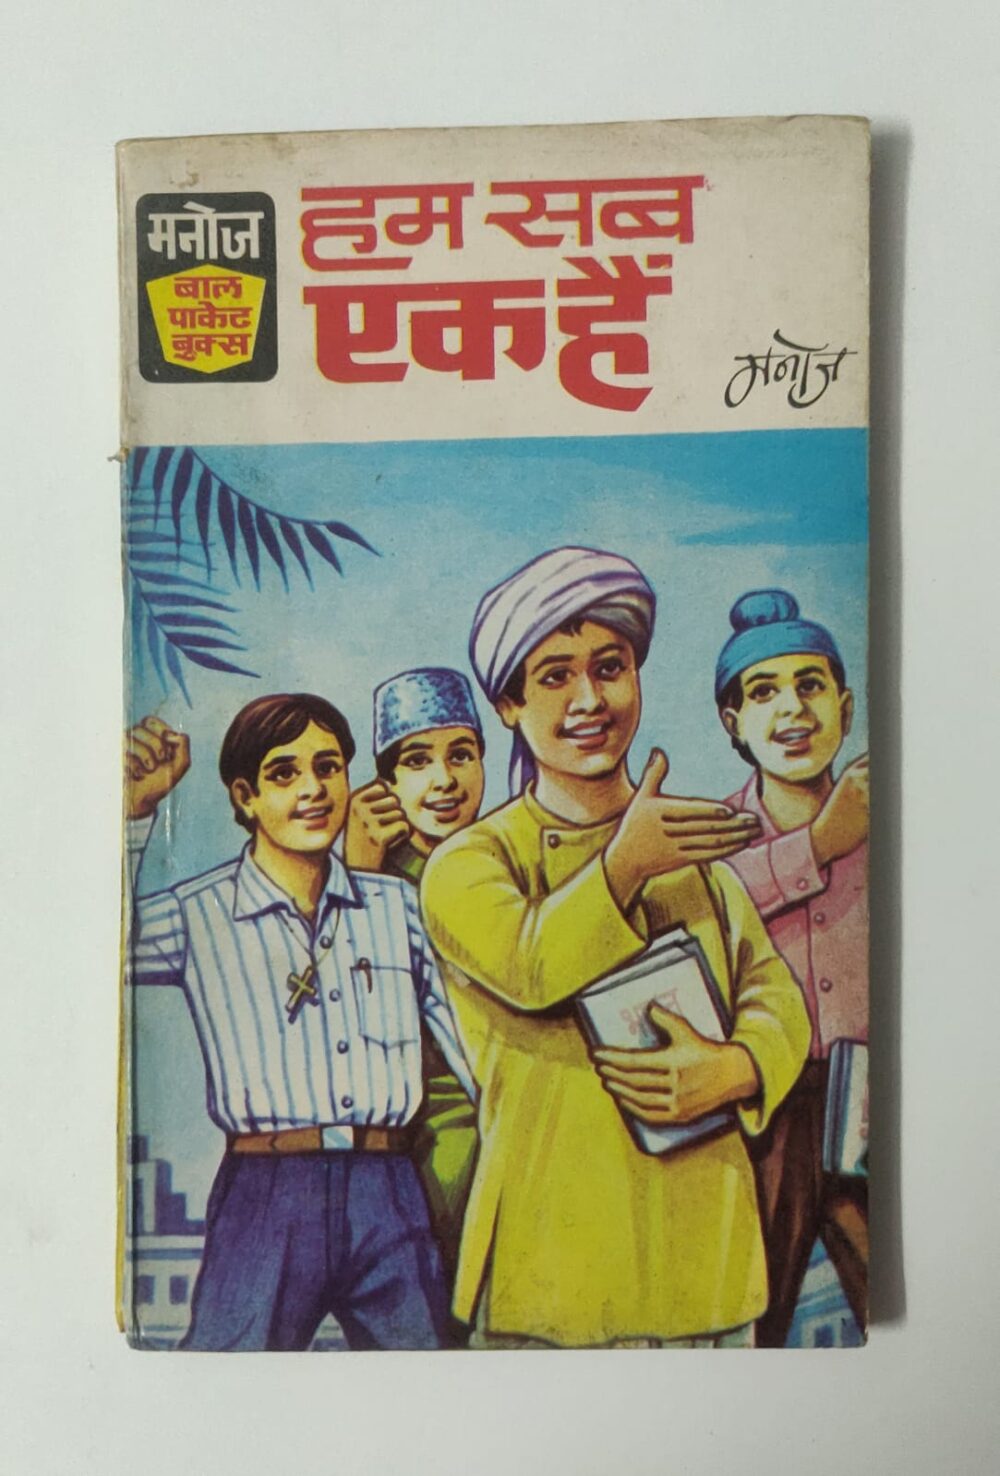 मनोज
बाल
पाकेट
बुक्स
हम सब
एक हैं
मनोज